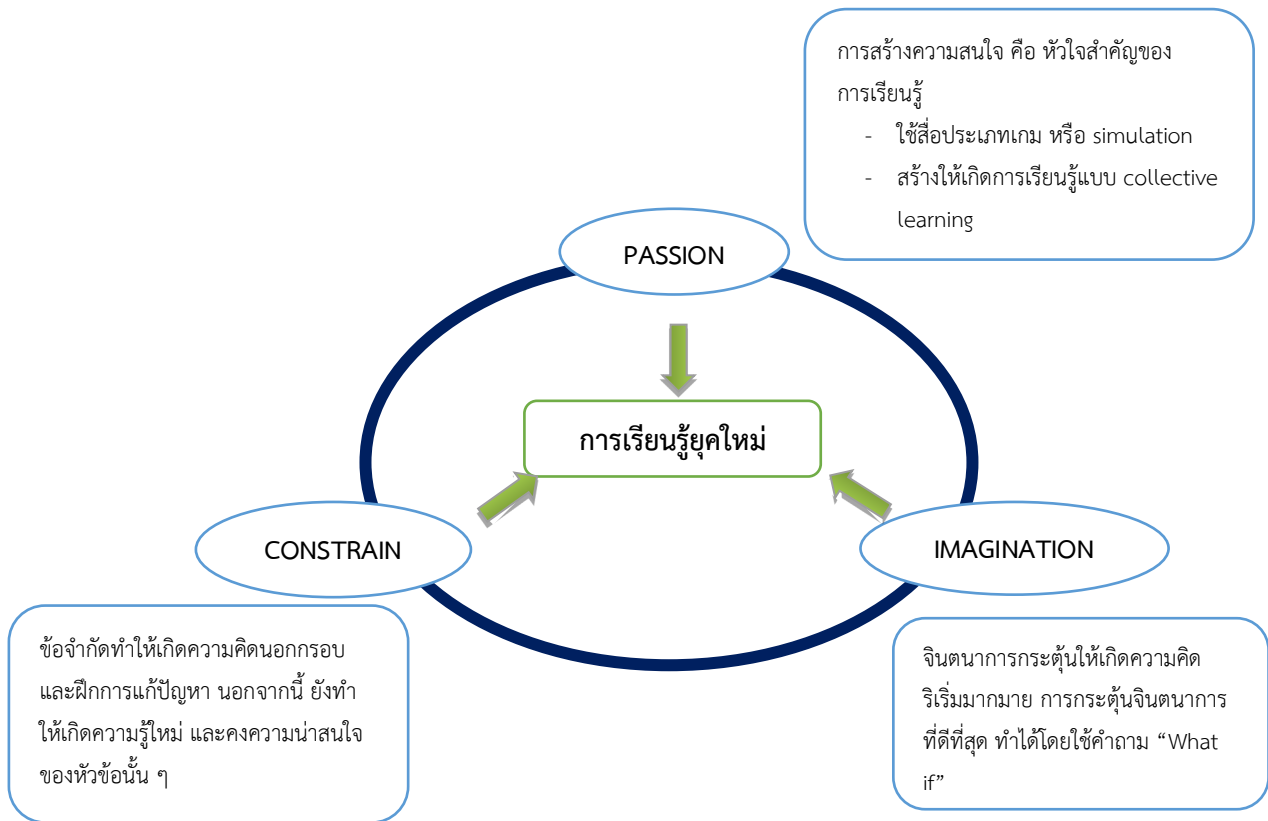 การสร้างความสนใจ คือ หัวใจสำคัญของ
การเรียนรู้
- ใช้สื่อประเภทเกม หรือ simulation
- สร้างให้เกิดการเรียนรู้แบบ collective
learning
PASSION
การเรียนรู้ยุคใหม่
CONSTRAIN
IMAGINATION
ข้อจำกัดทำให้เกิดความคิดนอกกรอบ
และฝึกการแก้ปัญหา นอกจากนี้ ยังทำ
ให้เกิดความรู้ใหม่ และคงความน่าสนใจ
ของหัวข้อนั้น ๆ
จินตนาการกระตุ้นให้เกิดความคิด
ริเริ่มมากมาย การกระตุ้นจินตนาการ
ที่ดีที่สุด ทำได้โดยใช้คำถาม “What
if”